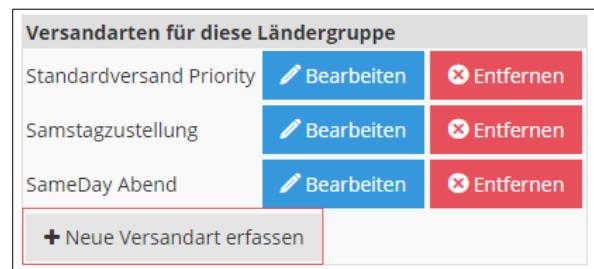 Versandarten für diese Ländergruppe
Standardversand Priority Bearbeiten Entfernen
Samstagzustellung Bearbeiten Entfernen
SameDay Abend Bearbeiten Entfernen
Neue Versandart erfassen